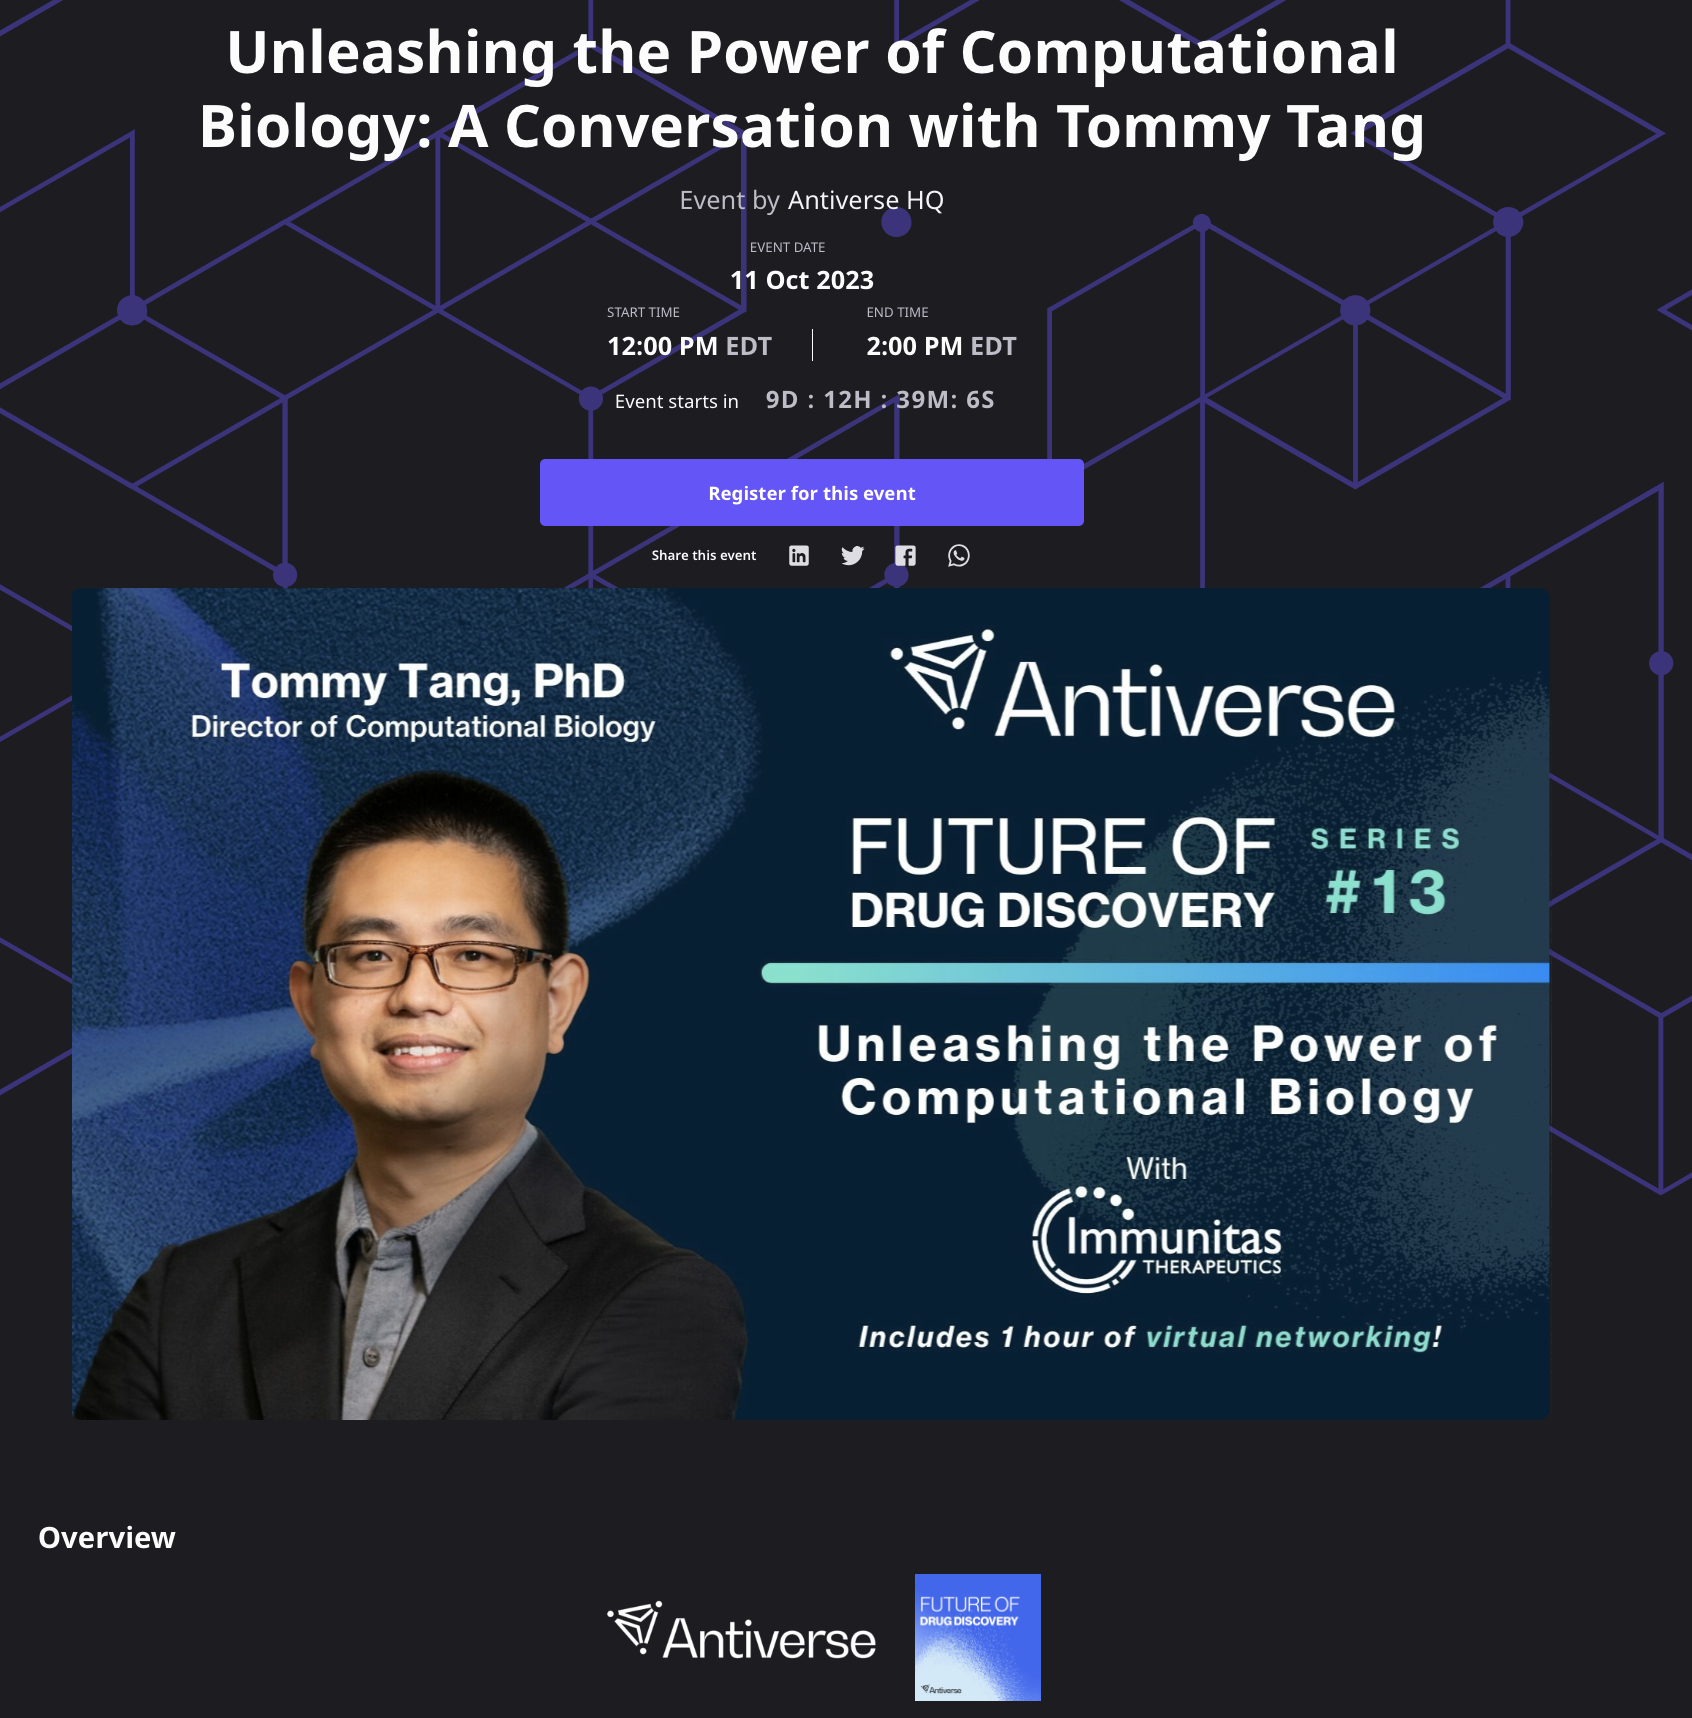 Unleashing the Power of Computational
Biology: A Conversation with Tommy Tang
Event by Antiverse HQ
EVENT DATE
11 Oct 2023
START TIME
12:00 PM EDT
END TIME
2:00 PM EDT
Event starts in 9D : 12H : 39M: 6S
Register for this event
Share this event
Tommy Tang, PhD
Director of Computational Biology
Antiverse
FUTURE OF
DRUG DISCOVERY
SERIES
#13
Unleashing the Power of
Computational Biology
With
Immunitas
THERAPEUTICS
Includes 1 hour of virtual networking!
Overview
Antiverse
FUTURE OF
DRUG DISCOVERY
Antiverse